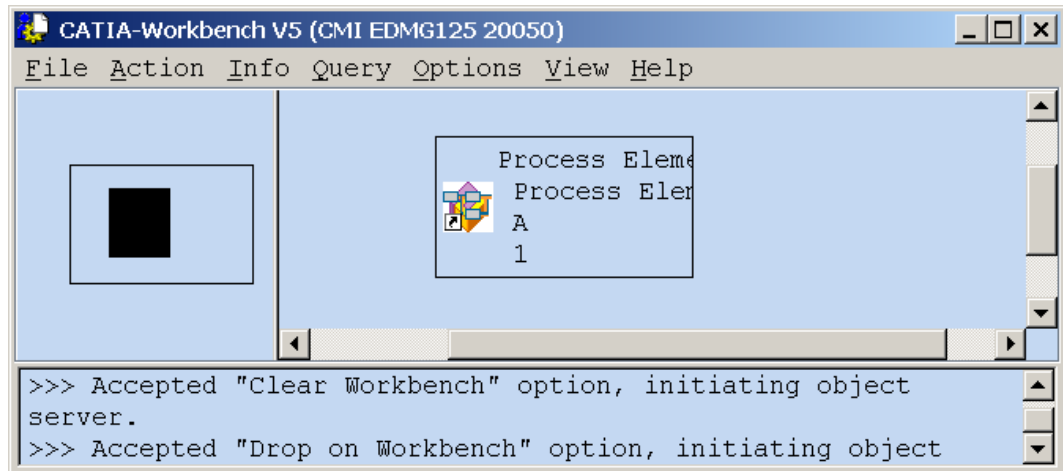 CATIA-Workbench V5 (CMI EDMG125 20050)
File Action Info Query Options View Help
Process Eleme
Process Elem
A
1
>>> Accepted "Clear Workbench" option, initiating object
server.
>>> Accepted "Drop on Workbench" option, initiating object